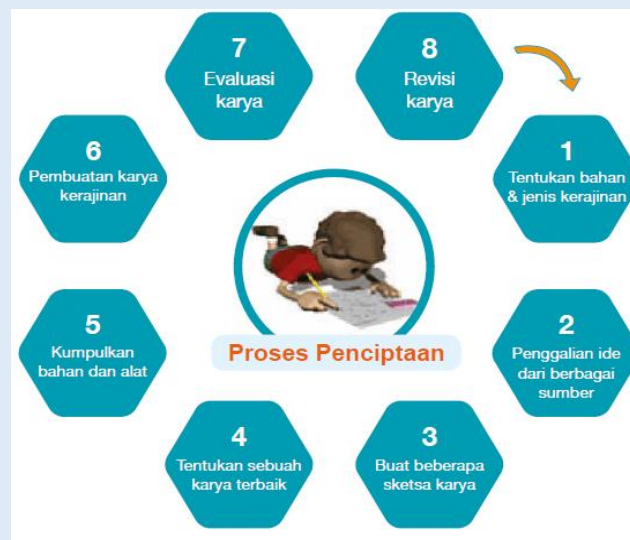 7
Evaluasi
karya
8
Revisi
karya
1
Tentukan bahan
& jenis kerajinan
2
Penggalian ide
dari berbagai
sumber
3
Buat beberapa
sketsa karya
4
Tentukan sebuah
karya terbaik
5
Kumpulkan
bahan dan alat
6
Pembuatan karya
kerajinan
Proses Penciptaan